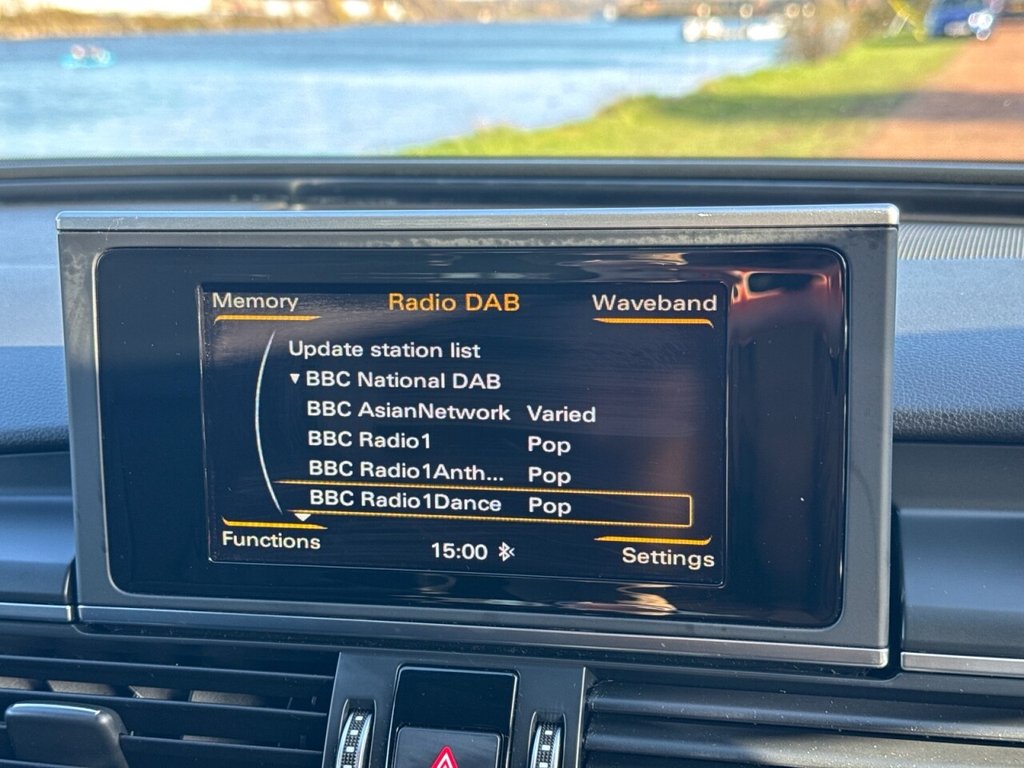 Memory Radio DAB Waveband
Update station list
BBC National DAB
BBC AsianNetwork Varied
BBC Radio1 Pop
BBC Radio1Anth... Pop
BBC Radio1Dance Pop
Functions 15:00 Settings